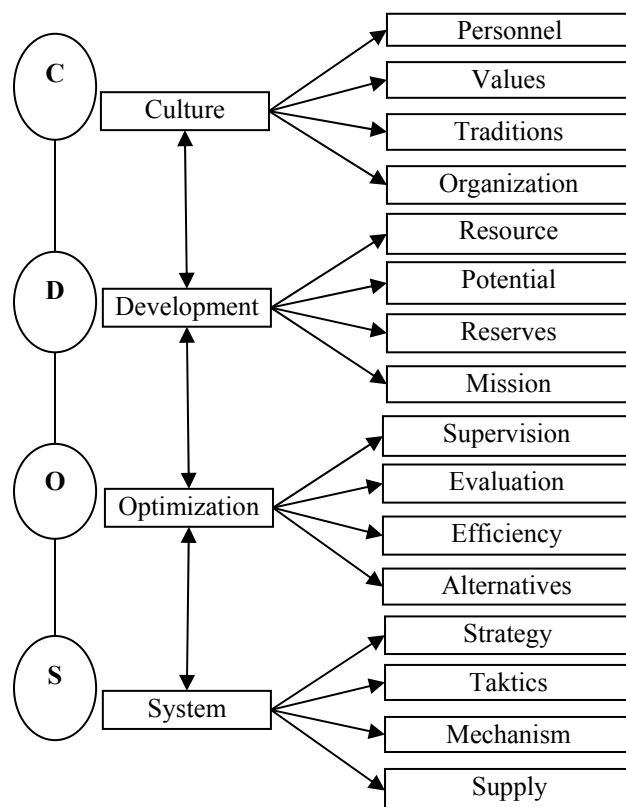 C
Culture
Personnel
Values
Traditions
Organization
D
Development
Resource
Potential
Reserves
Mission
O
Optimization
Supervision
Evaluation
Efficiency
Alternatives
S
System
Strategy
Taktics
Mechanism
Supply